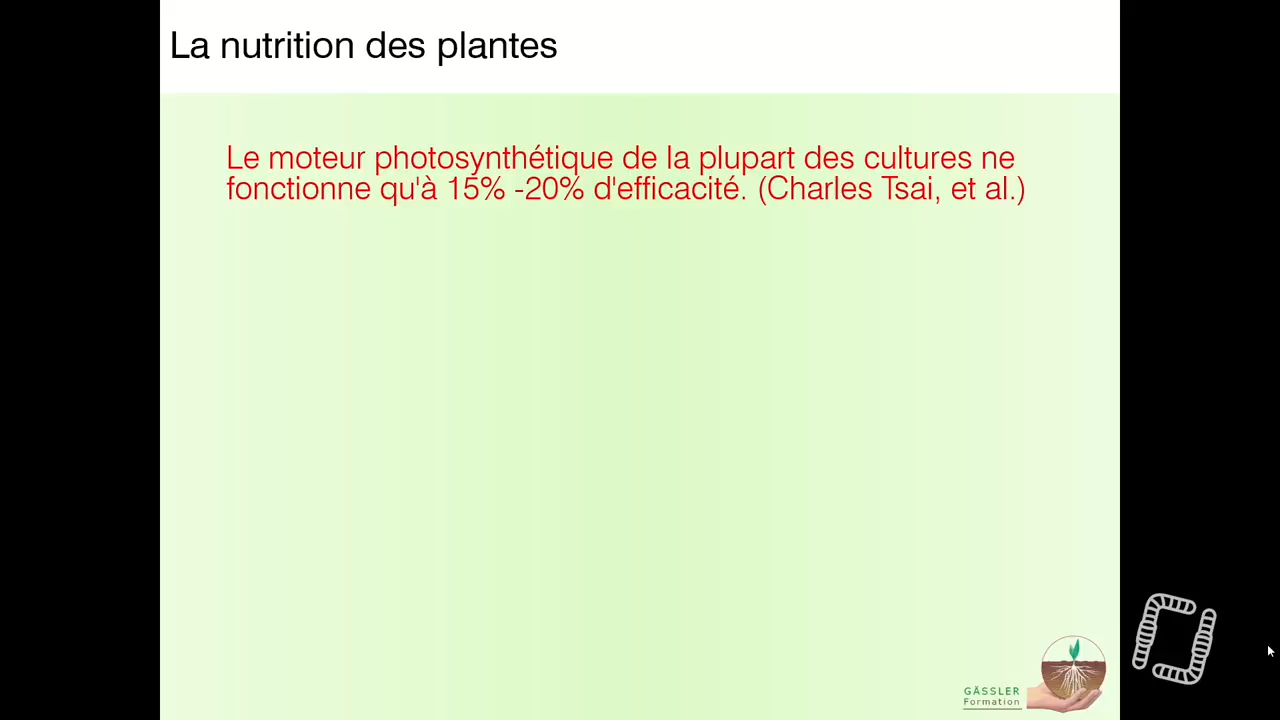 La nutrition des plantes
Le moteur photosynthétique de la plupart des cultures ne
fonctionne qu'à 15% -20% d'efficacité. (Charles Tsai, et al.)
GÄSSLER
Formation